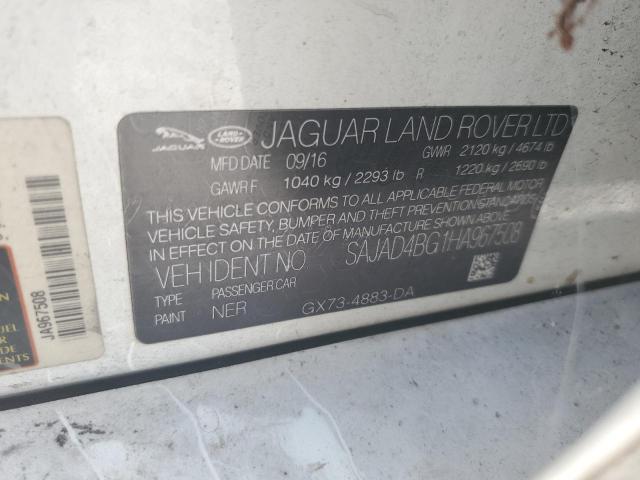 JAGUAR
LAND ROVER
JAGUAR LAND ROVER LTD
MFD DATE 09/16 GVWR 2120 kg / 4674 lb
GAWR F 1040 kg / 2293 lb R 1220 kg / 2690 lb
THIS VEHICLE CONFORMS TO ALL APPLICABLE FEDERAL MOTOR
VEHICLE SAFETY, BUMPER AND THEFT PREVENTION STANDARDS
IN EFFECT ON THE DATE OF MANUFACTURE SHOWN ABOVE.
VEH IDENT NO SAJAD4BG1HA967508
TYPE PASSENGER CAR
PAINT NER GX73-4883-DA
JA967508